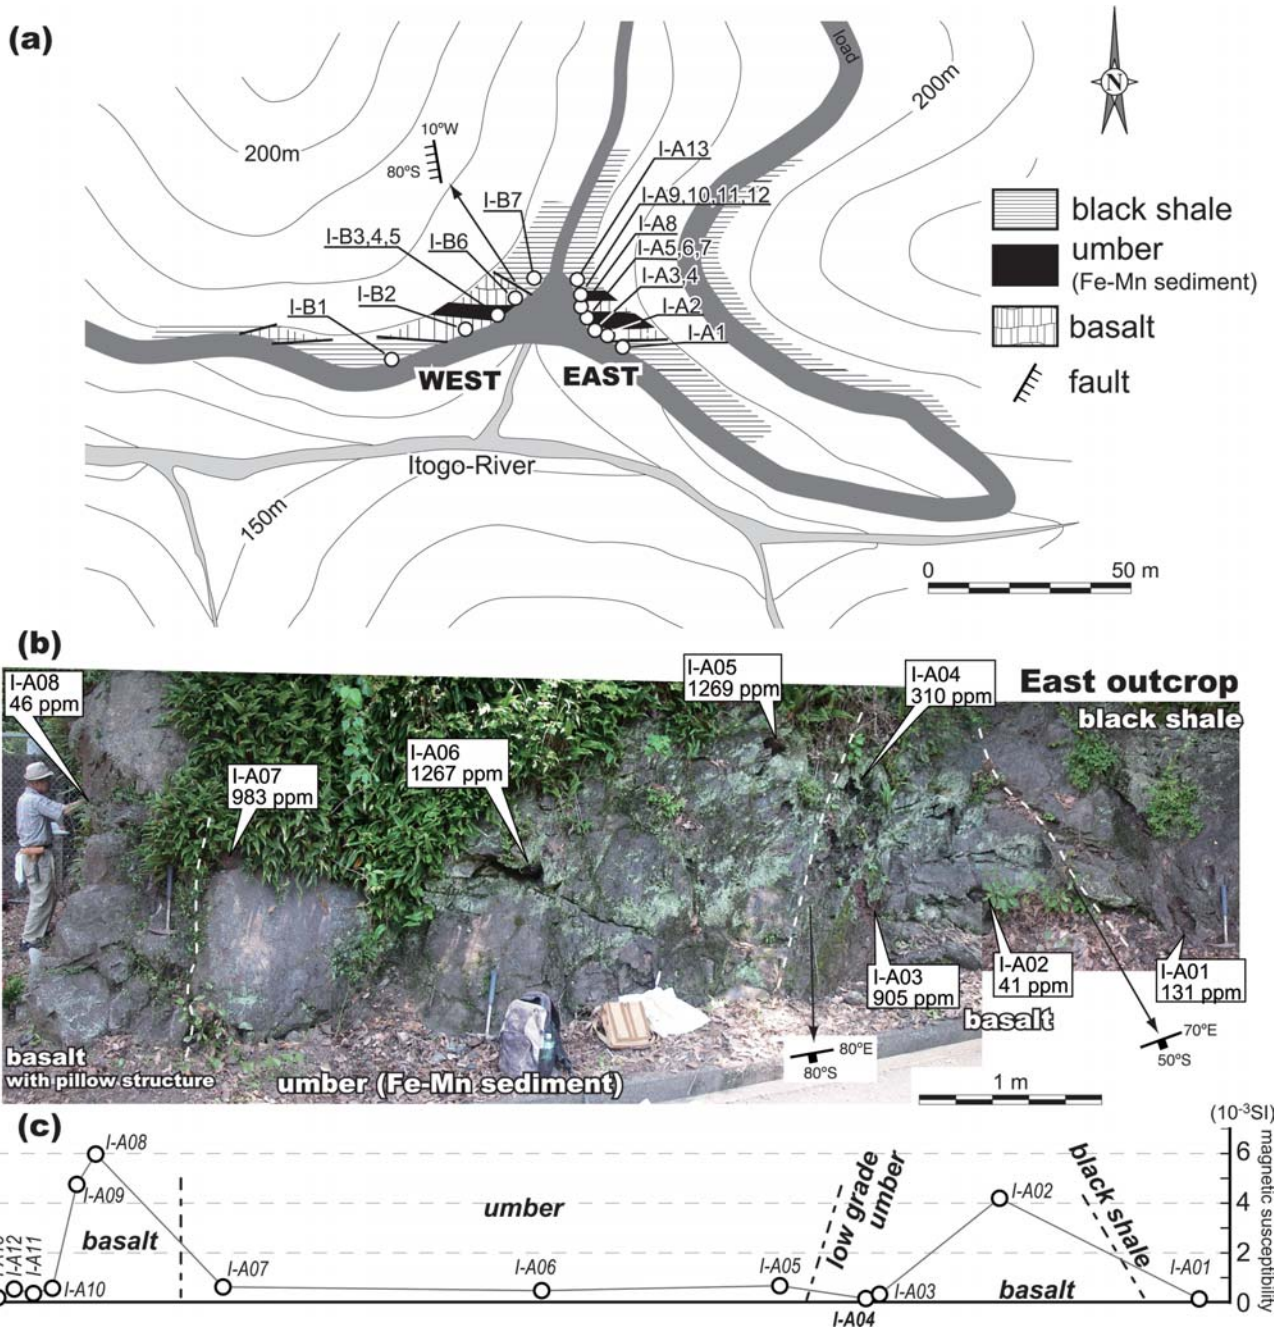 (a)
load
N
200m
200m
10°W
80°S
I-A13
I-A9,10,11,12
I-B7
I-A8
I-B3,4,5
I-B6
I-A5,6,7
I-A3,4
I-B2
I-A2
I-B1
I-A1
WEST
EAST
Itogo-River
150m
black shale
umber
(Fe-Mn sediment)
basalt
fault
0
50 m
(b)
I-A08
46 ppm
I-A07
983 ppm
I-A06
1267 ppm
I-A05
1269 ppm
I-A04
310 ppm
East outcrop
black shale
I-A03
905 ppm
I-A02
41 ppm
I-A01
131 ppm
basalt
basalt
with pillow structure
umber (Fe-Mn sediment)
80°E
80°S
70°E
50°S
1 m
(c)
(10⁻³SI)
magnetic susceptibility
6
4
2
0
I-A12
I-A11
I-A10
I-A09
I-A08
basalt
I-A07
umber
I-A06
I-A05
low grade
umber
I-A04
I-A03
I-A02
basalt
black shale
I-A01